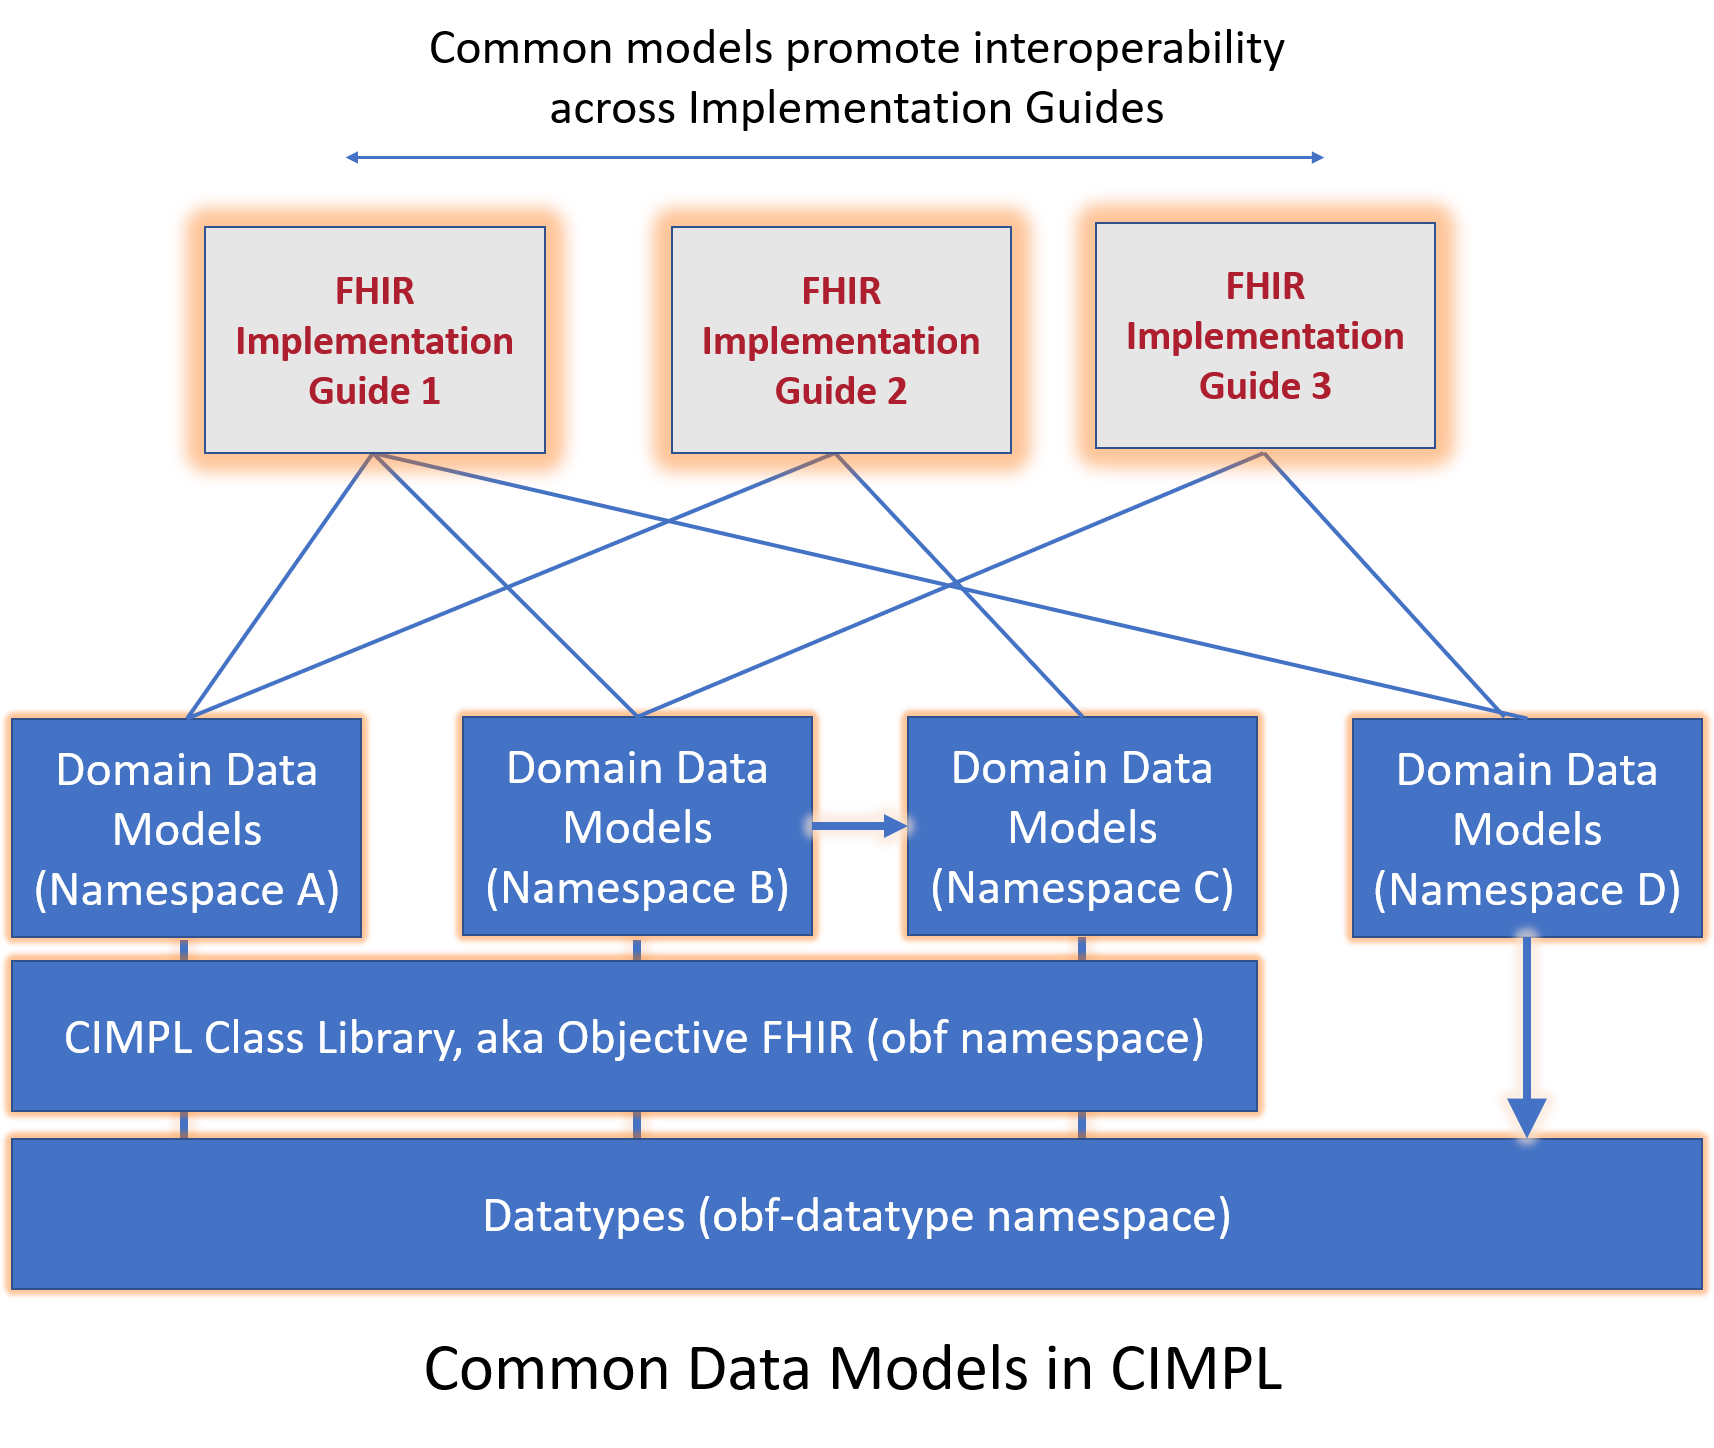 Common models promote interoperability
across Implementation Guides
FHIR
Implementation
Guide 1
FHIR
Implementation
Guide 2
FHIR
Implementation
Guide 3
Domain Data
Models
(Namespace A)
Domain Data
Models
(Namespace B)
Domain Data
Models
(Namespace C)
Domain Data
Models
(Namespace D)
CIMPL Class Library, aka Objective FHIR (obf namespace)
Datatypes (obf-datatype namespace)
Common Data Models in CIMPL